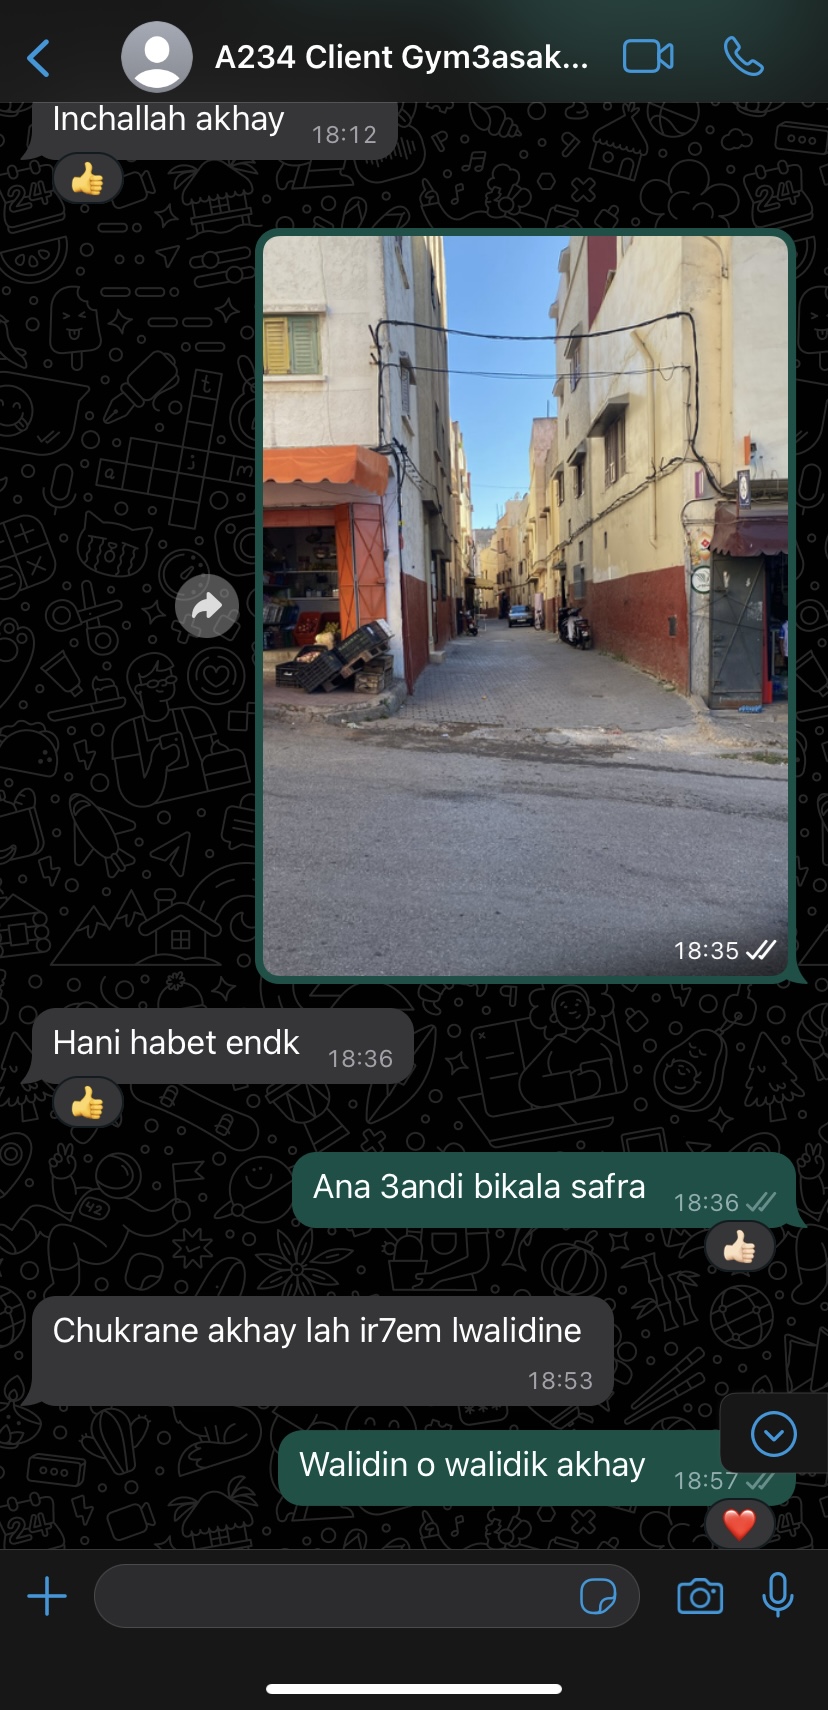 A234 Client Gym3asak...
Inchallah akhay
18:12
18:35
Hani habet endk
18:36
Ana 3andi bikala safra
18:36
Chukrane akhay lah ir7em lwalidine
18:53
Walidin o walidik akhay
18:57